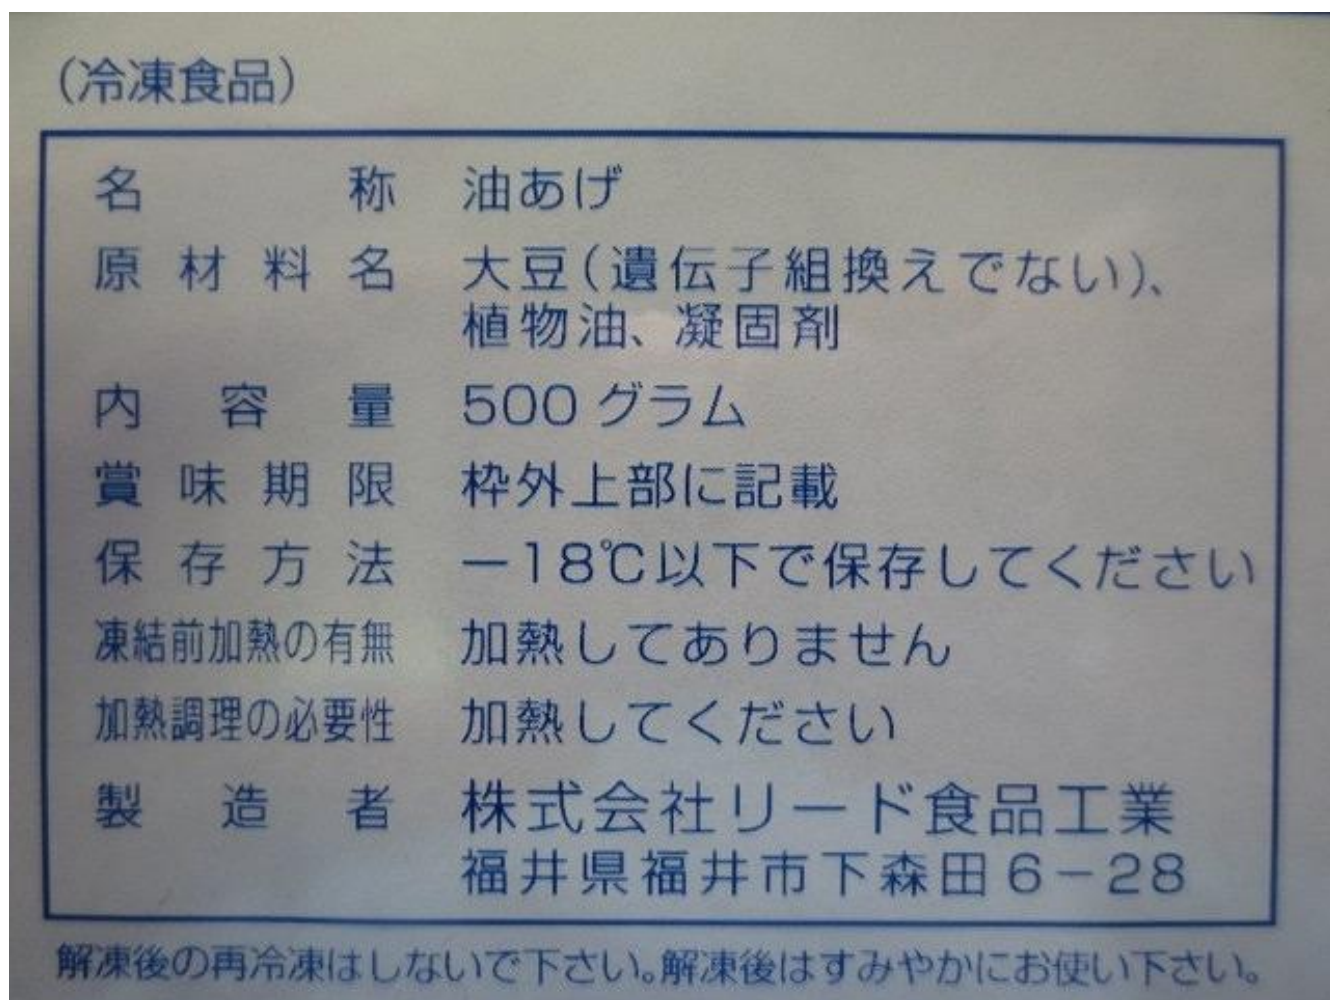 (冷凍食品)
名称 油あげ
原材料名 大豆(遺伝子組換えでない)、
植物油、凝固剤
内容量 500グラム
賞味期限 枠外上部に記載
保存方法 −18℃以下で保存してください
凍結前加熱の有無 加熱してありません
加熱調理の必要性 加熱してください
製造者 株式会社リード食品工業
福井県福井市下森田6−28
解凍後の再冷凍はしないで下さい。解凍後はすみやかにお使い下さい。